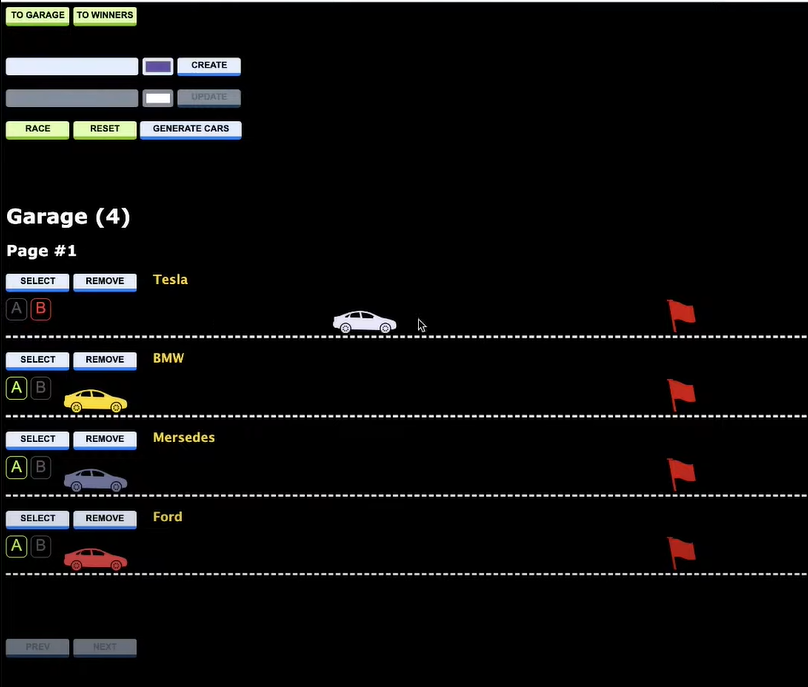 TO GARAGE TO WINNERS
CREATE
UPDATE
RACE RESET GENERATE CARS
Garage (4)
Page #1
SELECT REMOVE Tesla
A B
SELECT REMOVE BMW
A B
SELECT REMOVE Mersedes
A B
SELECT REMOVE Ford
A B
PREV NEXT